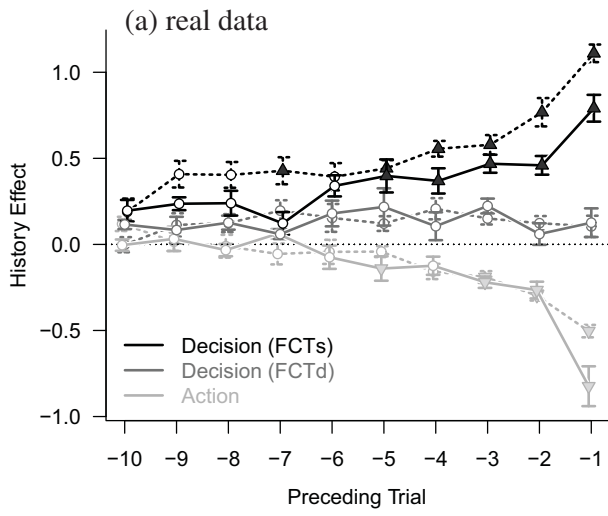 (a) real data
History Effect
1.0
0.5
0.0
−0.5
−1.0
Decision (FCTs)
Decision (FCTd)
Action
−10 −9 −8 −7 −6 −5 −4 −3 −2 −1
Preceding Trial